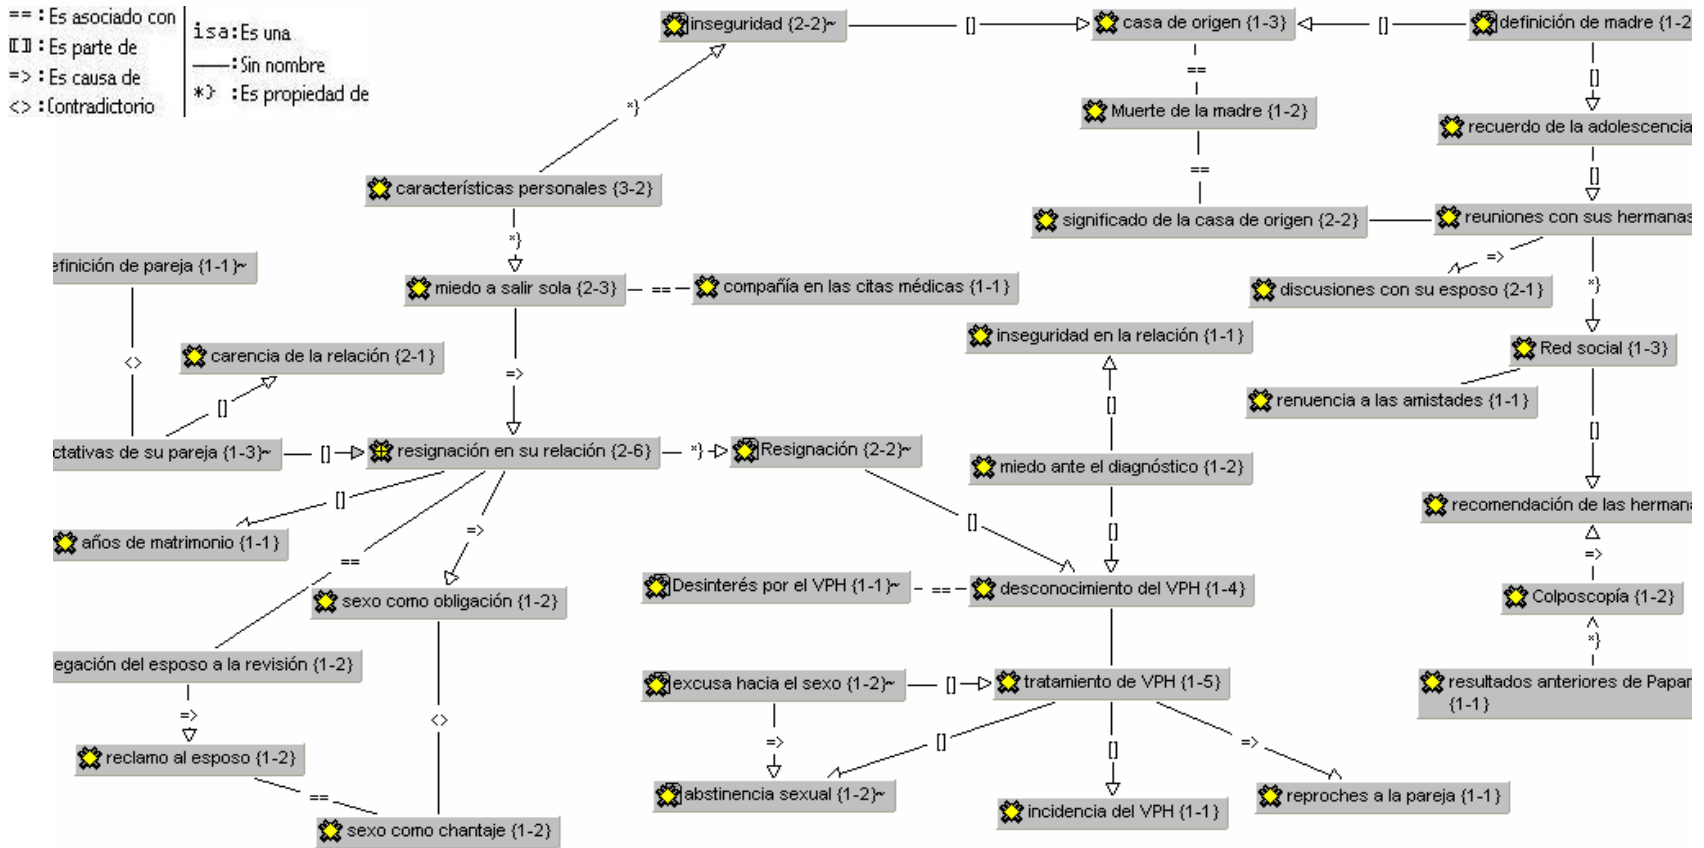 == : Es asociado con
[] : Es parte de
=> : Es causa de
<> : Contradictorio
isa: Es una
—— : Sin nombre
*} : Es propiedad de
inseguridad {2-2}~
[]
casa de origen {1-3}
[]
definición de madre {1-2
==
[]
*}
Muerte de la madre {1-2}
recuerdo de la adolescencia
==
[]
características personales {3-2}
significado de la casa de origen {2-2}
reuniones con sus hermanas
*}
=>
efinición de pareja {1-1}~
miedo a salir sola {2-3}
==
compañía en las citas médicas {1-1}
discusiones con su esposo {2-1}
*}
inseguridad en la relación {1-1}
<>
carencia de la relación {2-1}
=>
Red social {1-3}
[]
[]
renuencia a las amistades {1-1}
[]
ctativas de su pareja {1-3}~
[]
resignación en su relación {2-6}
*}
Resignación {2-2}~
miedo ante el diagnóstico {1-2}
[]
recomendación de las hermana
años de matrimonio {1-1}
=>
==
[]
[]
=>
sexo como obligación {1-2}
Desinterés por el VPH {1-1}~
==
desconocimiento del VPH {1-4}
Colposcopía {1-2}
*}
egación del esposo a la revisión {1-2}
excusa hacia el sexo {1-2}~
[]
tratamiento de VPH {1-5}
resultados anteriores de Papan
{1-1}
=>
<>
=>
[]
[]
=>
reclamo al esposo {1-2}
abstinencia sexual {1-2}~
incidencia del VPH {1-1}
reproches a la pareja {1-1}
==
sexo como chantaje {1-2}